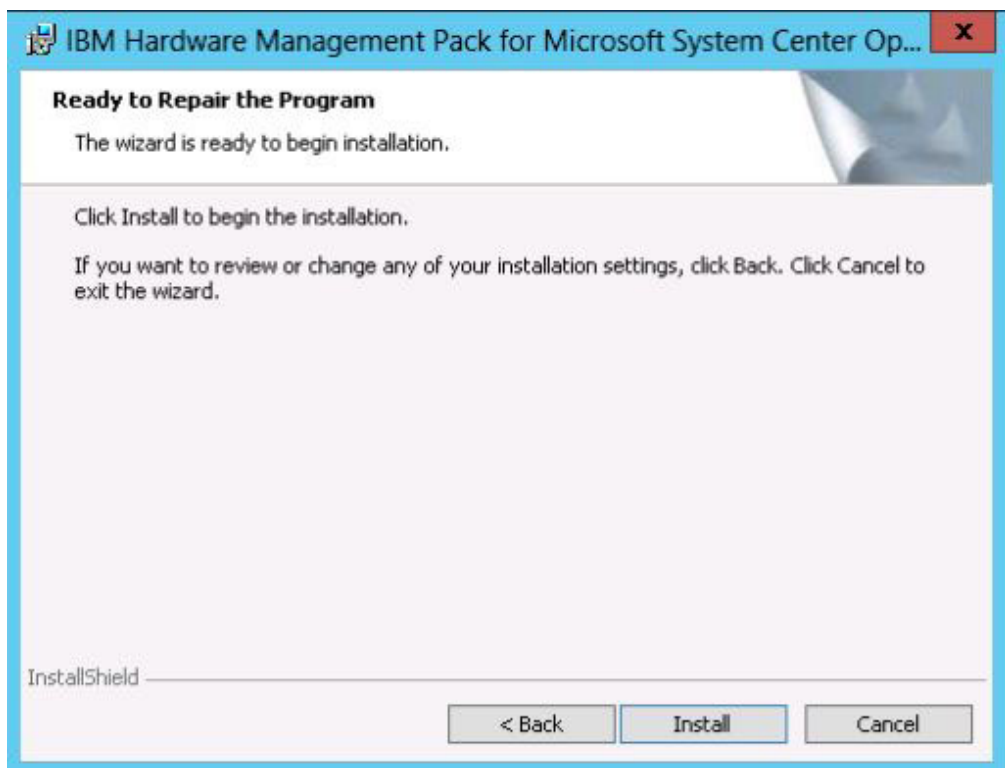 IBM Hardware Management Pack for Microsoft System Center Op...
x
Ready to Repair the Program
The wizard is ready to begin installation.
Click Install to begin the installation.
If you want to review or change any of your installation settings, click Back. Click Cancel to
exit the wizard.
InstallShield
< Back
Install
Cancel